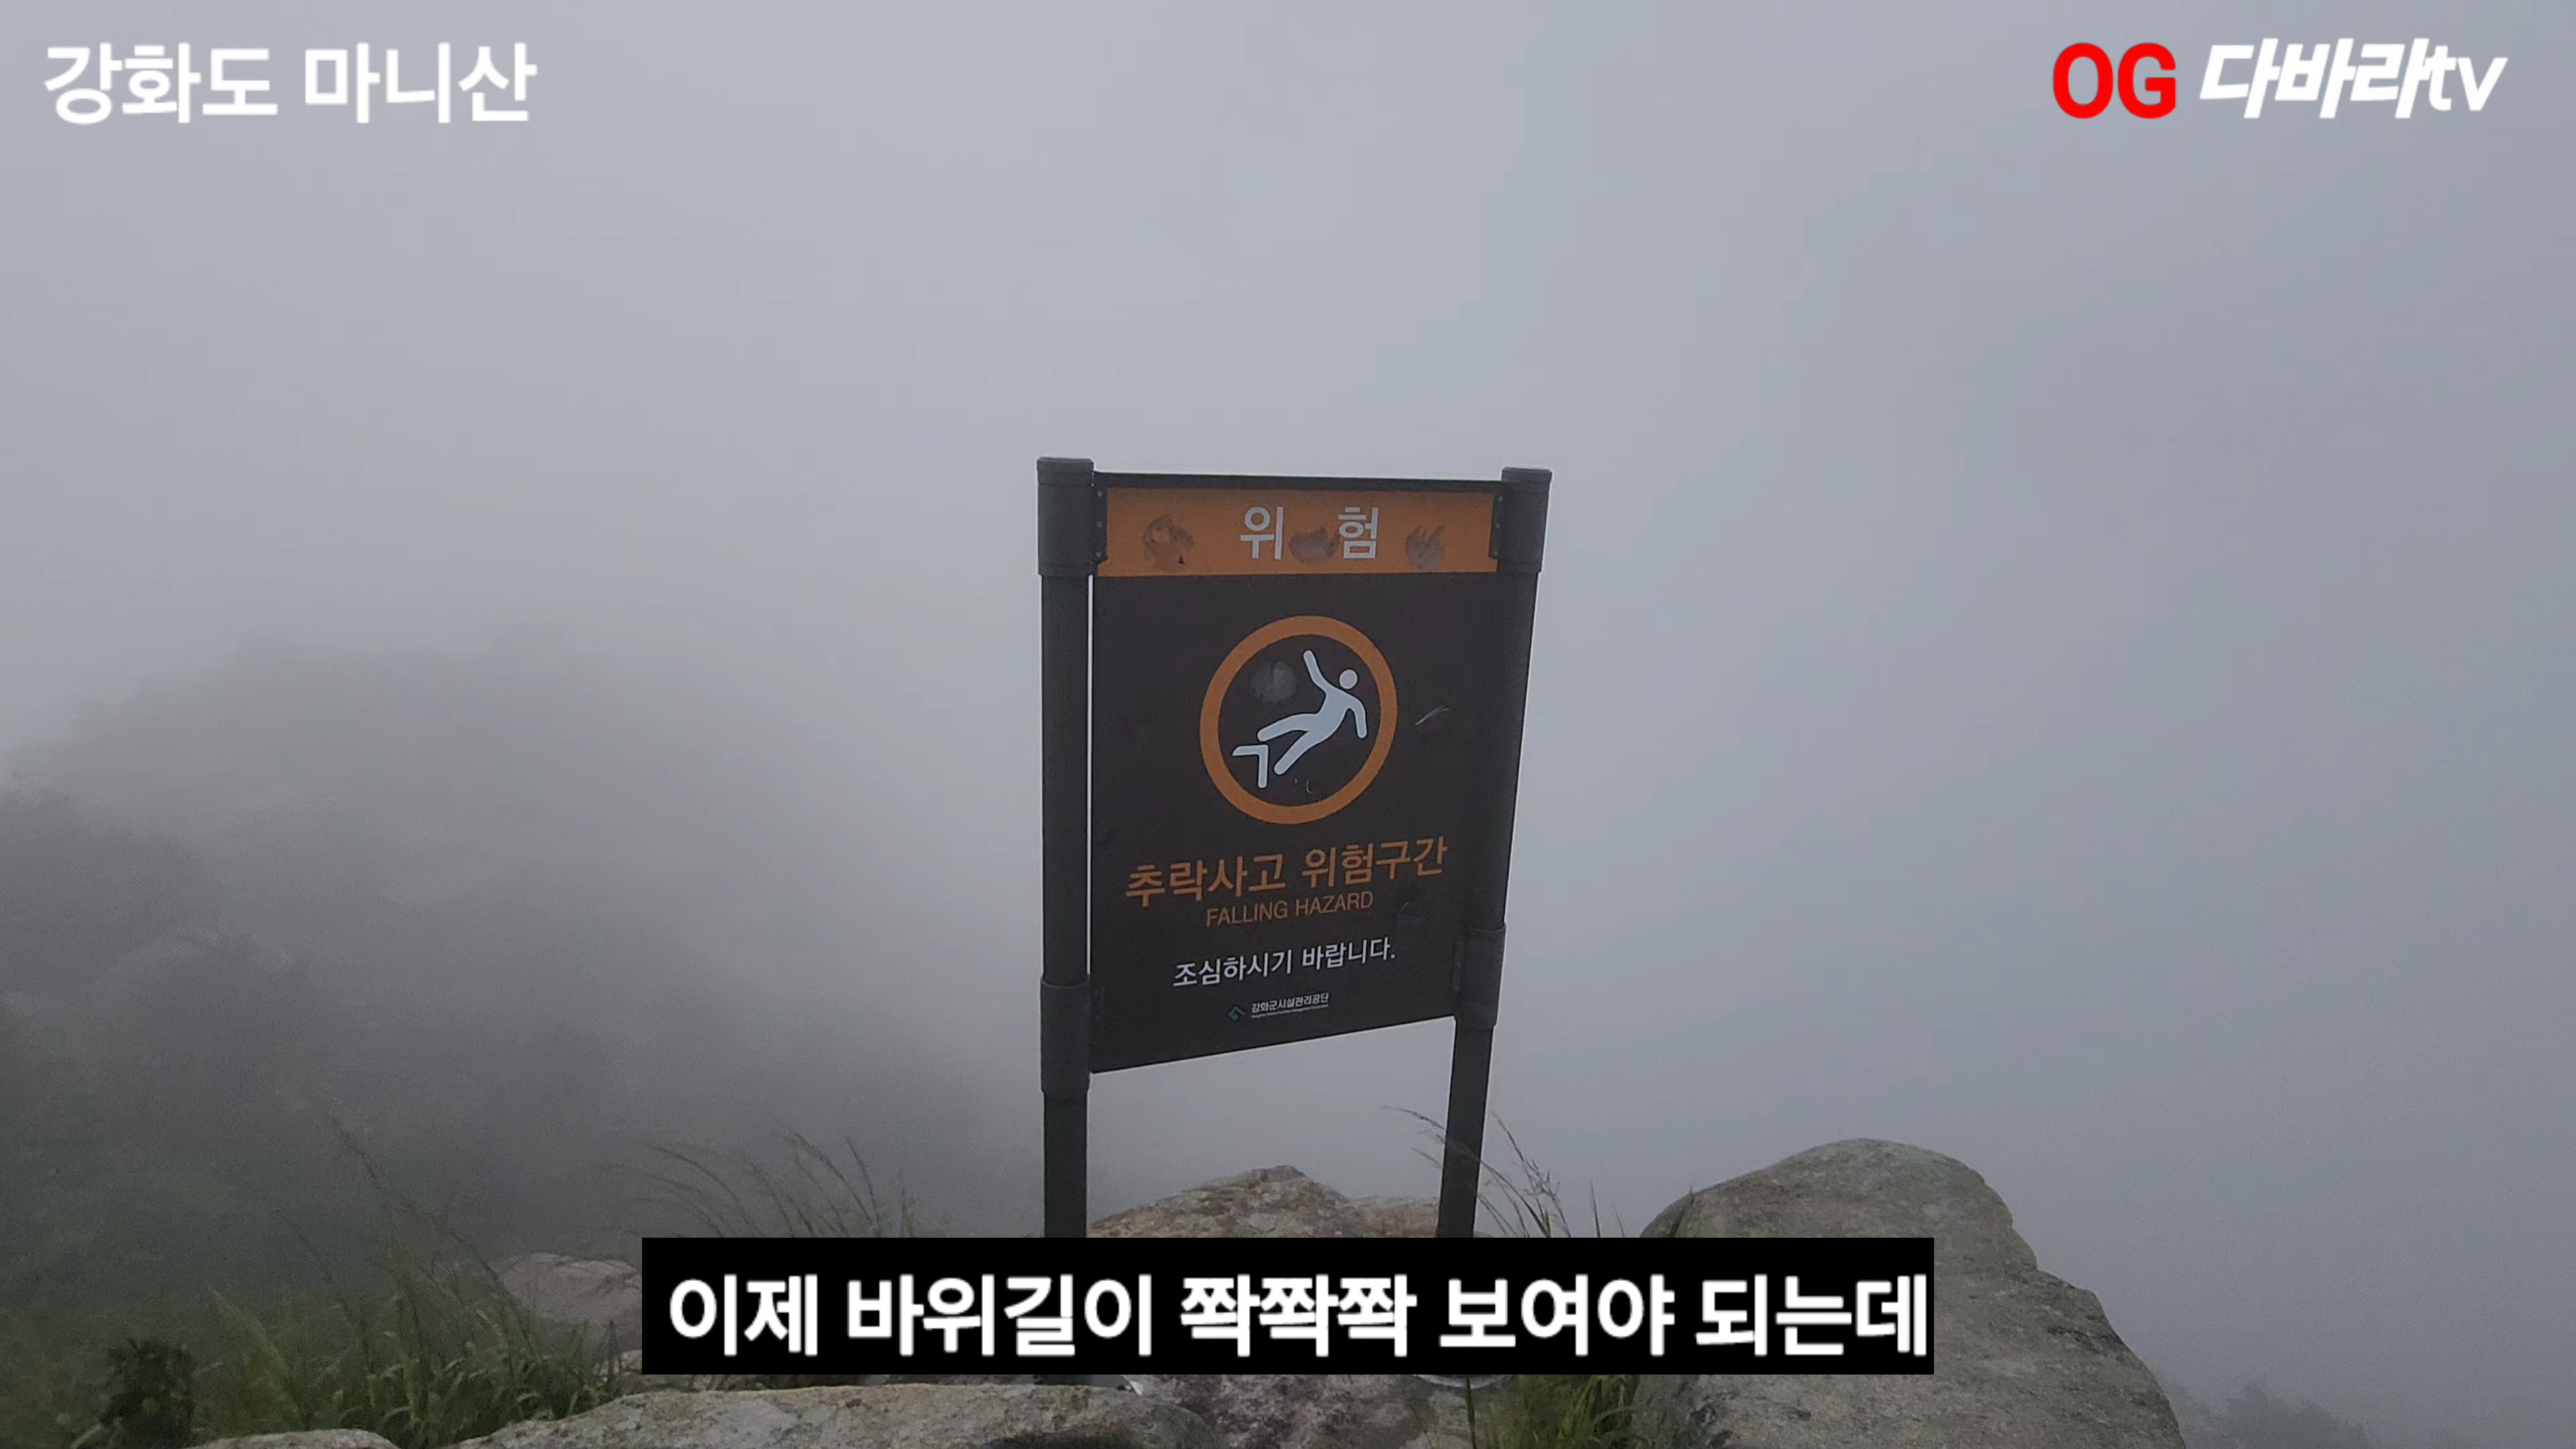 강화도 마니산
OG 다바라tv
위 험
추락사고 위험구간
FALLING HAZARD
조심하시기 바랍니다.
강화군시설관리공단
이제 바위길이 쫙쫙쫙 보여야 되는데